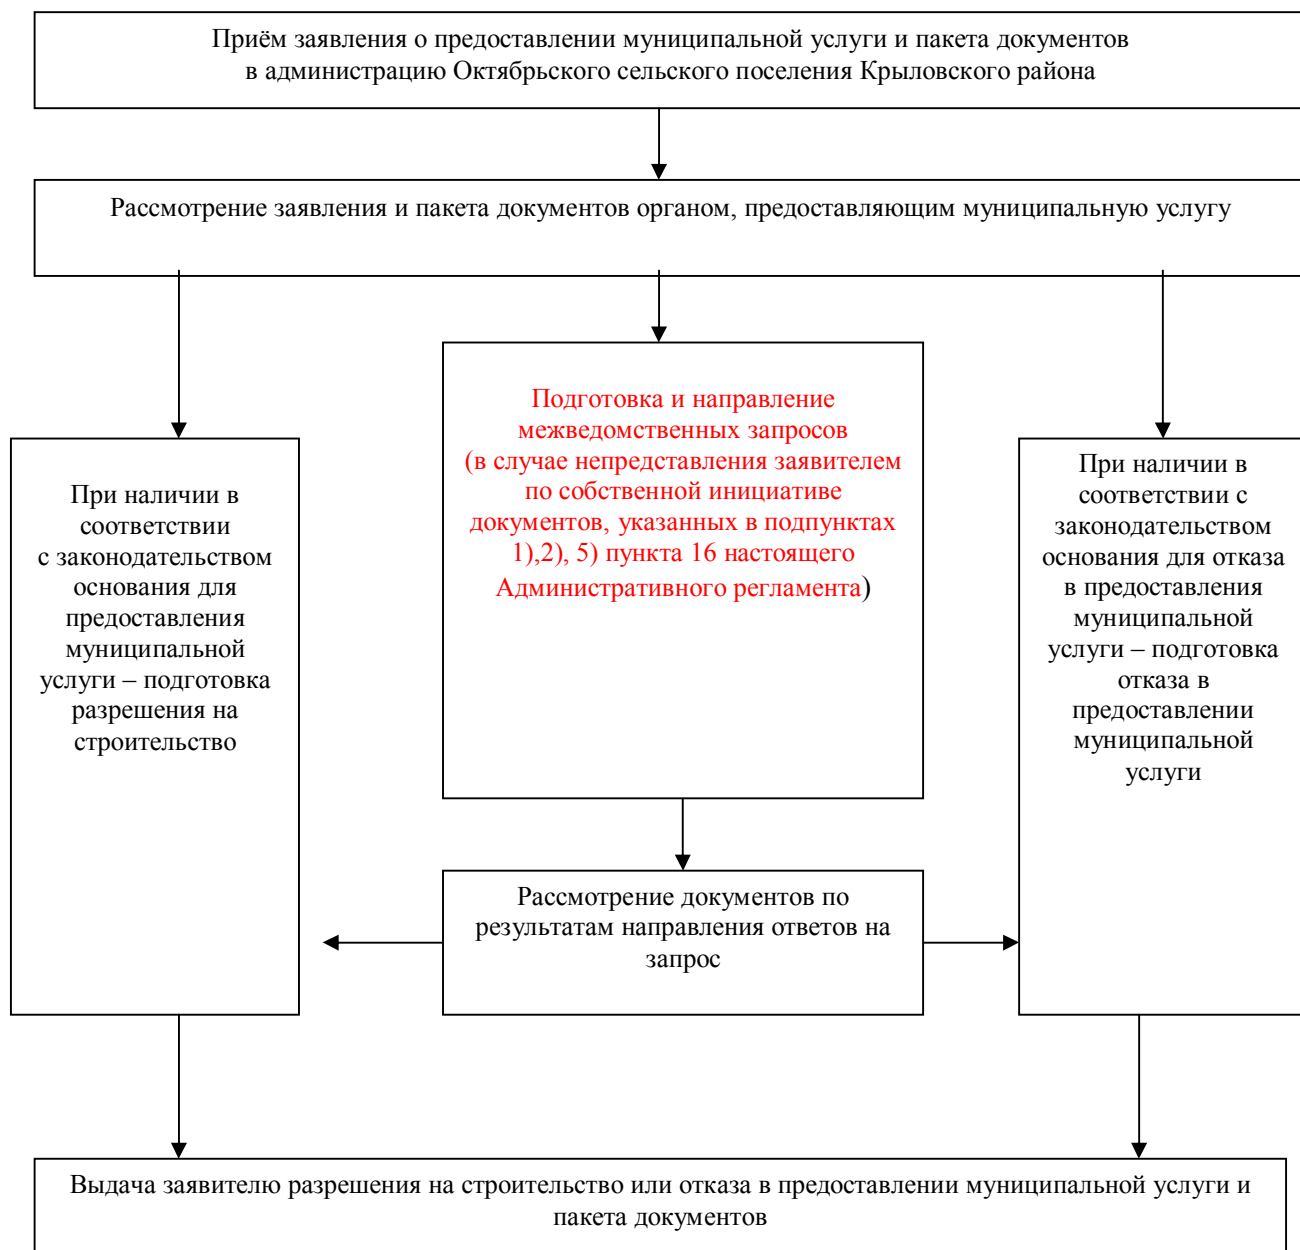 Приём заявления о предоставлении муниципальной услуги и пакета документов
в администрацию Октябрьского сельского поселения Крыловского района
Рассмотрение заявления и пакета документов органом, предоставляющим муниципальную услугу
При наличии в
соответствии
с законодательством
основания для
предоставления
муниципальной
услуги – подготовка
разрешения на
строительство
Подготовка и направление
межведомственных запросов
(в случае непредставления заявителем
по собственной инициативе
документов, указанных в подпунктах
1),2), 5) пункта 16 настоящего
Административного регламента)
При наличии в
соответствии с
законодательством
основания для отказа
в предоставления
муниципальной
услуги – подготовка
отказа в
предоставлении
муниципальной
услуги
Рассмотрение документов по
результатам направления ответов на
запрос
Выдача заявителю разрешения на строительство или отказа в предоставлении муниципальной услуги и
пакета документов